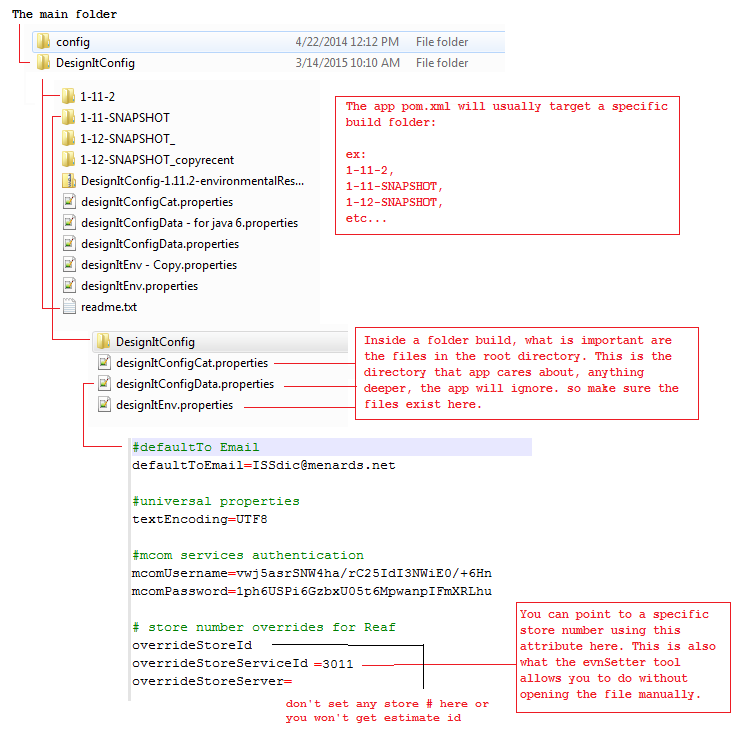 The main folder
config 4/22/2014 12:12 PM File folder
DesignItConfig 3/14/2015 10:10 AM File folder
1-11-2
1-11-SNAPSHOT
1-12-SNAPSHOT_
1-12-SNAPSHOT_copyrecent
DesignItConfig-1.11.2-environmentalRes...
designItConfigCat.properties
designItConfigData - for java 6.properties
designItConfigData.properties
designItEnv - Copy.properties
designItEnv.properties
readme.txt
The app pom.xml will usually target a specific
build folder:
ex:
1-11-2,
1-11-SNAPSHOT,
1-12-SNAPSHOT,
etc...
DesignItConfig
designItConfigCat.properties
designItConfigData.properties
designItEnv.properties
Inside a folder build, what is important are
the files in the root directory. This is the
directory that app cares about, anything
deeper, the app will ignore. so make sure the
files exist here.
#defaultTo Email
defaultToEmail=ISSdic@menards.net
#universal properties
textEncoding=UTF8
#mcom services authentication
mcomUsername=vwj5asrSNW4ha/rC25IdI3NWiE0/+6Hn
mcomPassword=1ph6USPi6GzbxU05t6MpwanpIFmXRLhu
# store number overrides for Reaf
overrideStoreId
overrideStoreServiceId =3011
overrideStoreServer=
You can point to a specific
store number using this
attribute here. This is also
what the evnSetter tool
allows you to do without
opening the file manually.
don't set any store # here or
you won't get estimate id